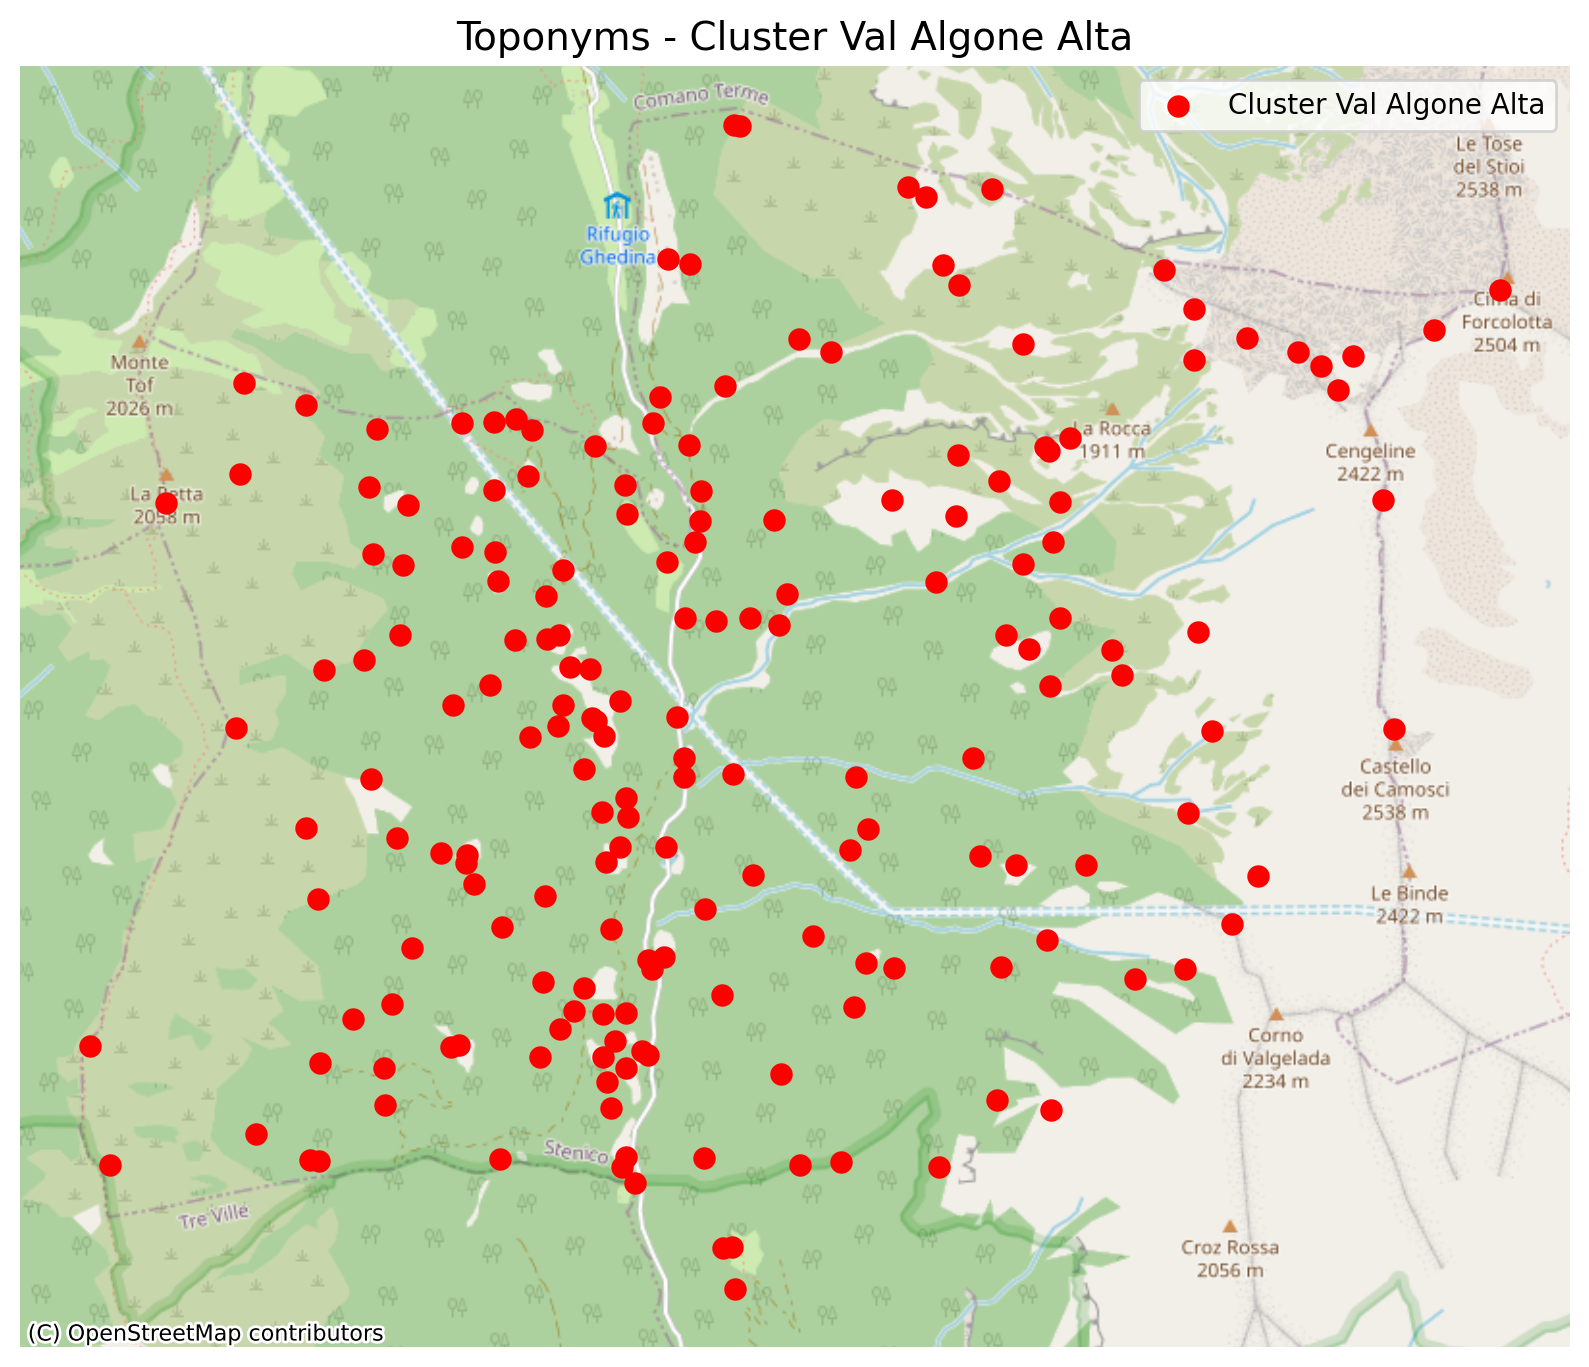 Toponyms - Cluster Val Algone Alta
Cluster Val Algone Alta
Comano Terme
Le Tose
del Stioi
2538 m
Rifugio
Ghedina
Cima di
Forcolotta
2504 m
Monte
Tof
2026 m
La Rocca
1911 m
Cengeline
2422 m
La Petta
2058 m
Castello
dei Camosci
2538 m
Le Binde
2422 m
Corno
di Valgelada
2234 m
Stenico
Tre Ville
Croz Rossa
2056 m
(C) OpenStreetMap contributors